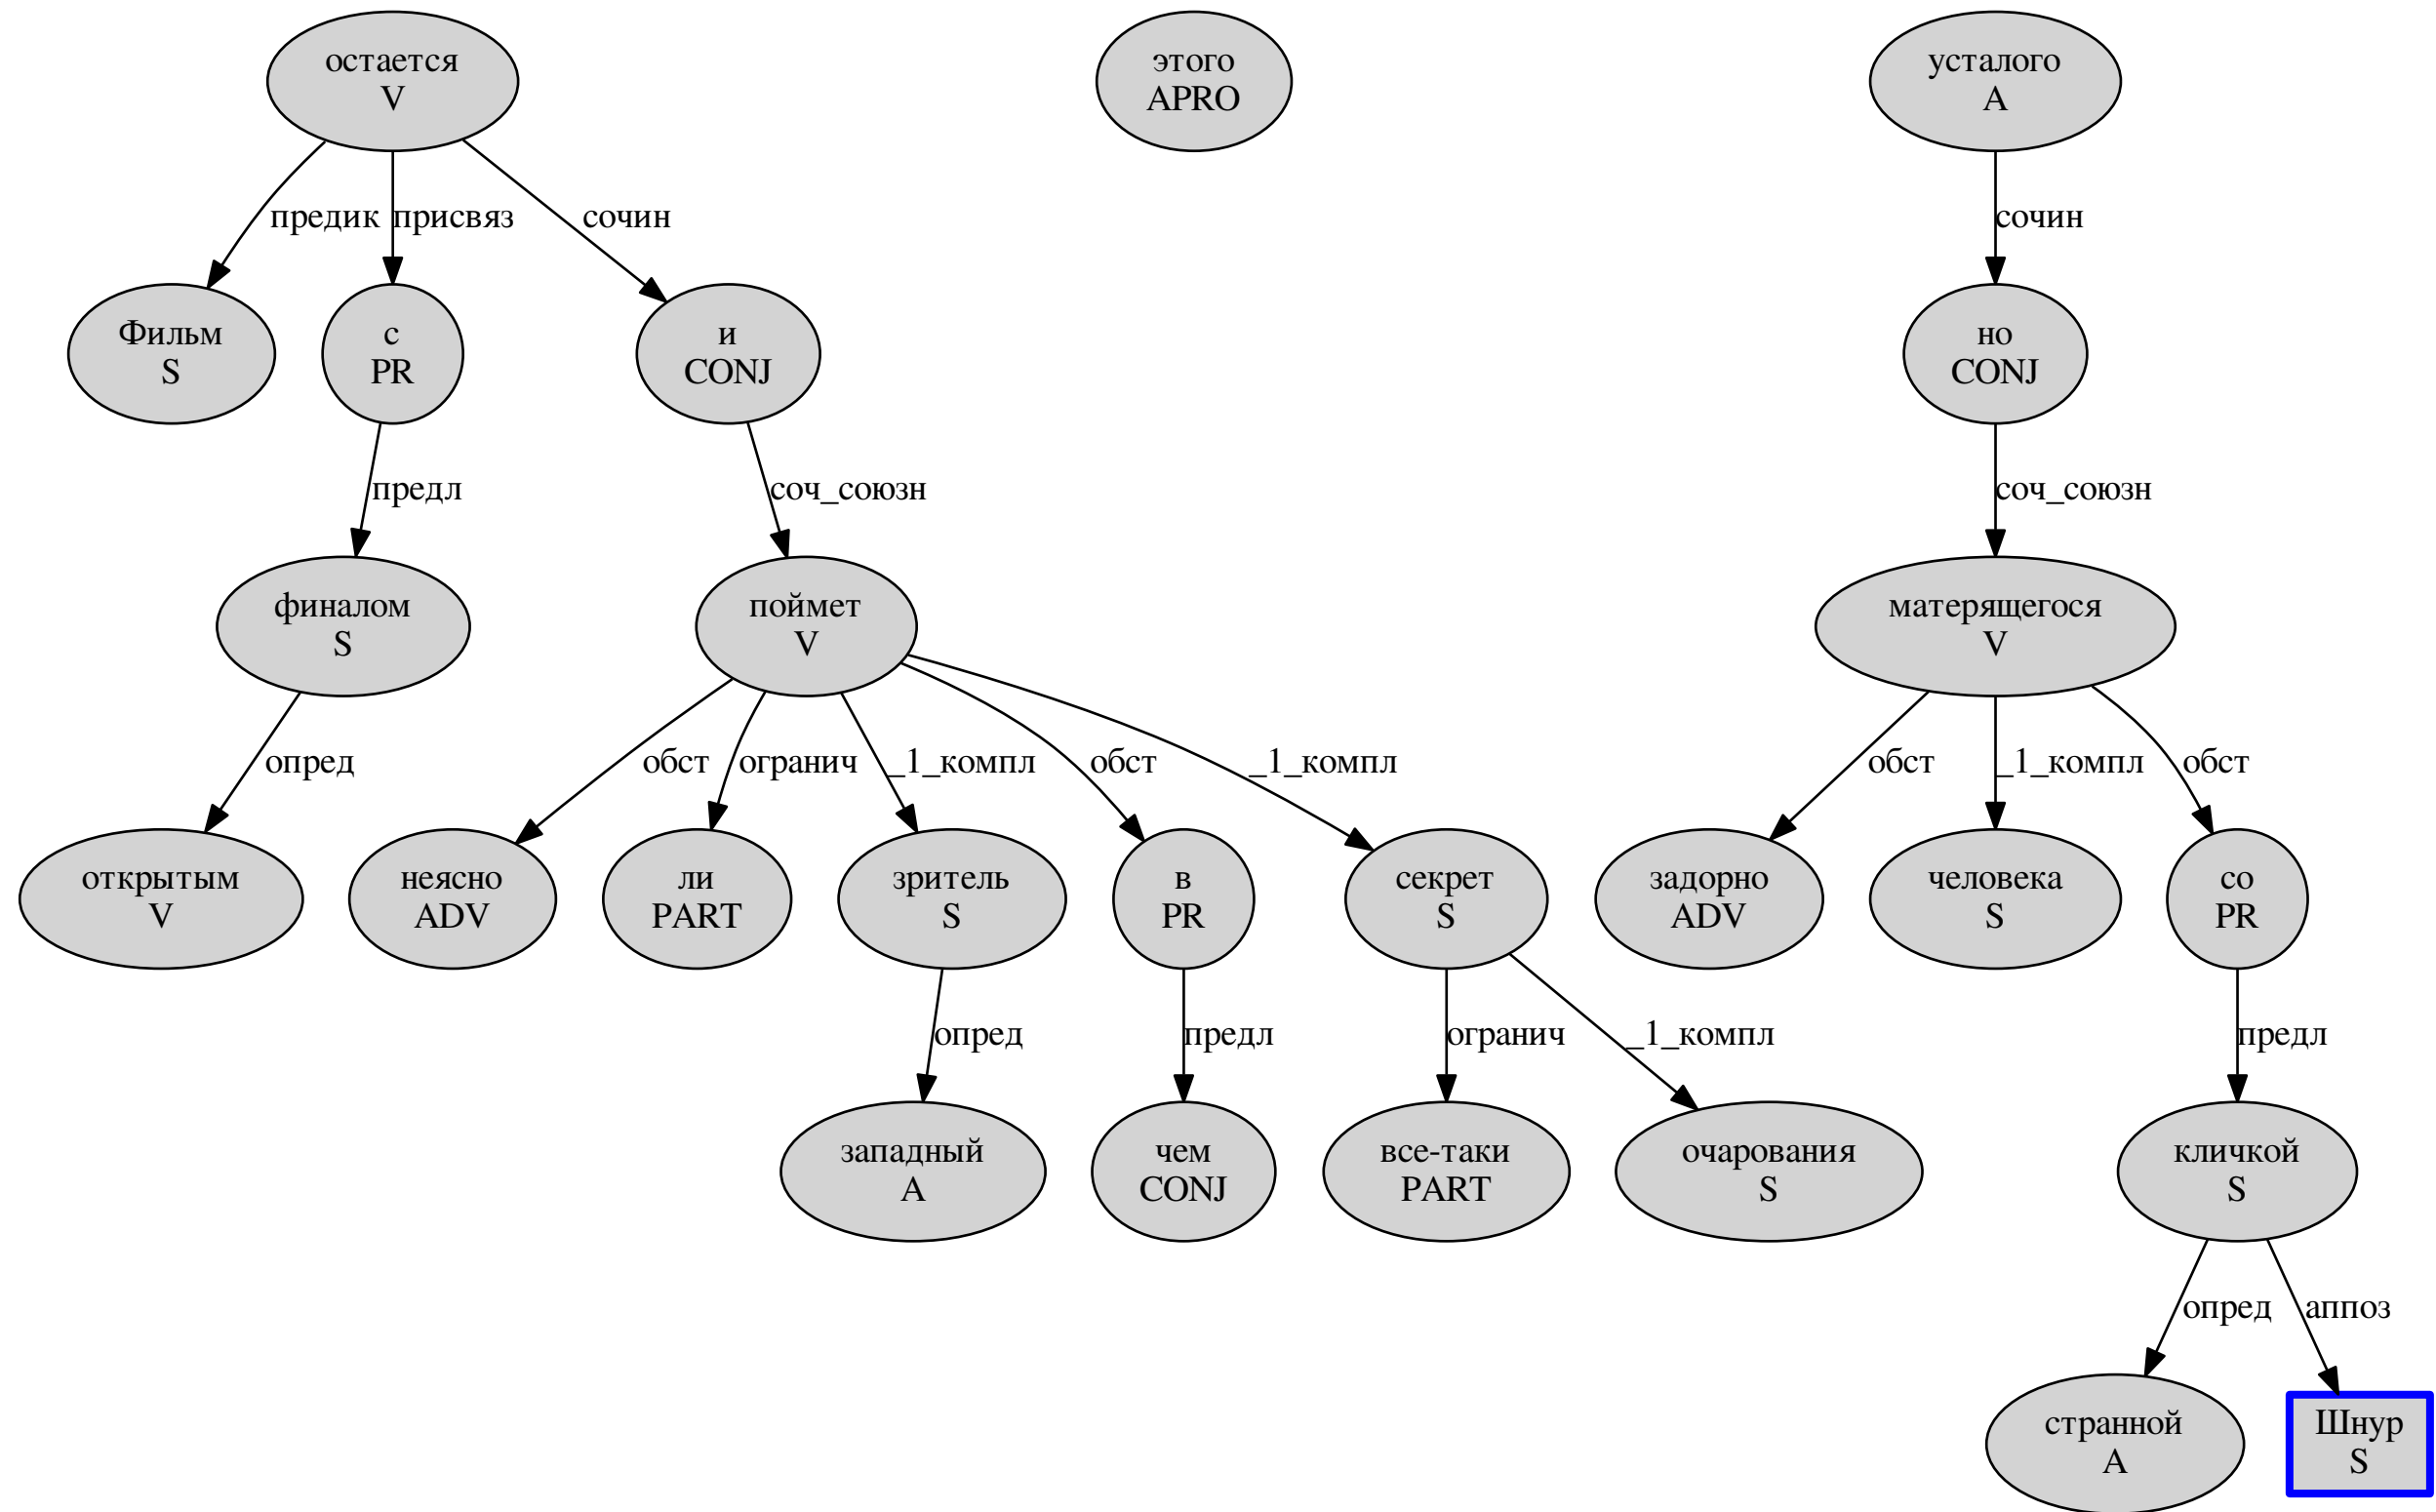 остается
V
этого
APRO
усталого
A
предик
присвяз
сочин
сочин
Фильм
S
с
PR
и
CONJ
но
CONJ
предл
соч_союзн
соч_союзн
финалом
S
поймет
V
матерящегося
V
опред
обст
огранич
_1_компл
обст
_1_компл
обст
_1_компл
обст
открытым
V
неясно
ADV
ли
PART
зритель
S
в
PR
секрет
S
задорно
ADV
человека
S
со
PR
опред
предл
огранич
_1_компл
предл
западный
A
чем
CONJ
все-таки
PART
очарования
S
кличкой
S
опред
аппоз
странной
A
Шнур
S